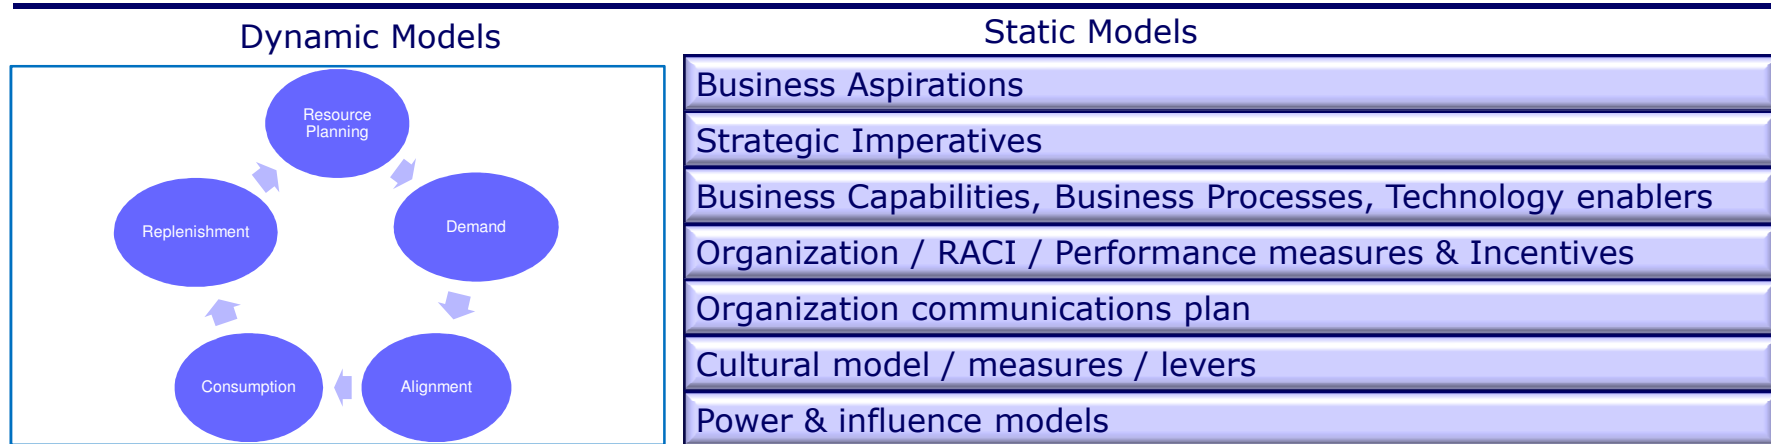 Dynamic Models
Resource
Planning
Demand
Alignment
Consumption
Replenishment
Static Models
Business Aspirations
Strategic Imperatives
Business Capabilities, Business Processes, Technology enablers
Organization / RACI / Performance measures & Incentives
Organization communications plan
Cultural model / measures / levers
Power & influence models